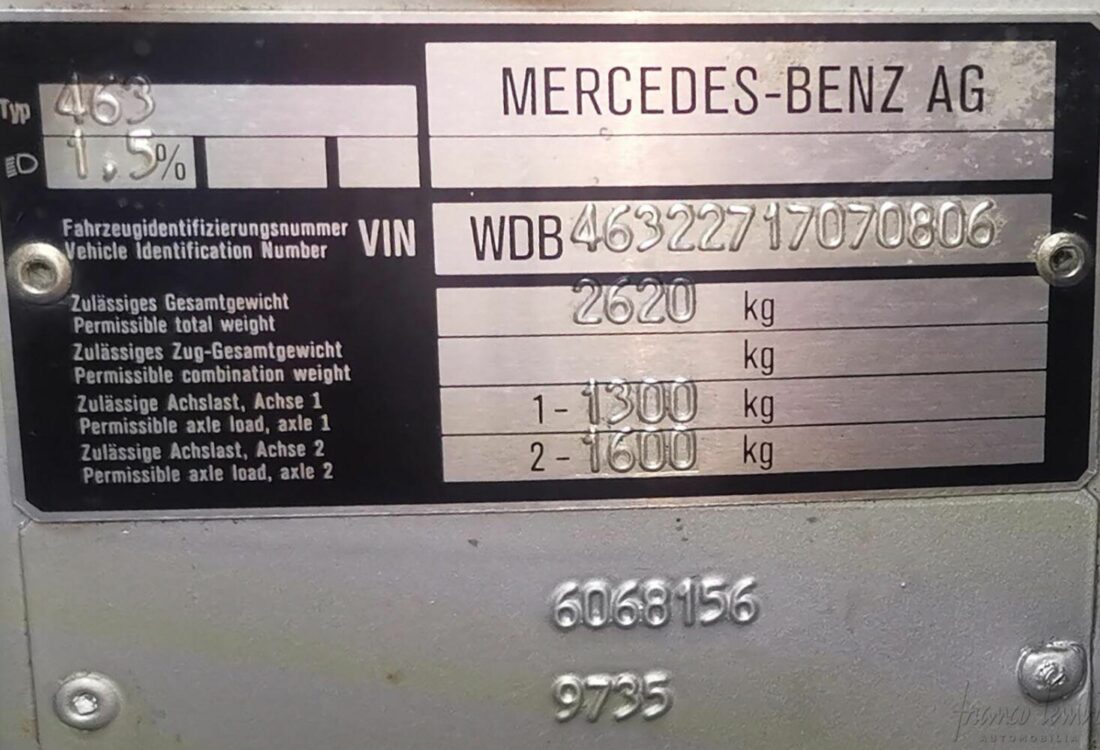 MERCEDES-BENZ AG
Typ 463
1,5%
Fahrzeugidentifizierungsnummer
Vehicle Identification Number
VIN WDB46322717070806
Zulässiges Gesamtgewicht
Permissible total weight
2620 kg
Zulässiges Zug-Gesamtgewicht
Permissible combination weight
kg
Zulässige Achslast, Achse 1
Permissible axle load, axle 1
1-1300 kg
Zulässige Achslast, Achse 2
Permissible axle load, axle 2
2-1600 kg
6068156
9735
franco
AUTOMOBILIA